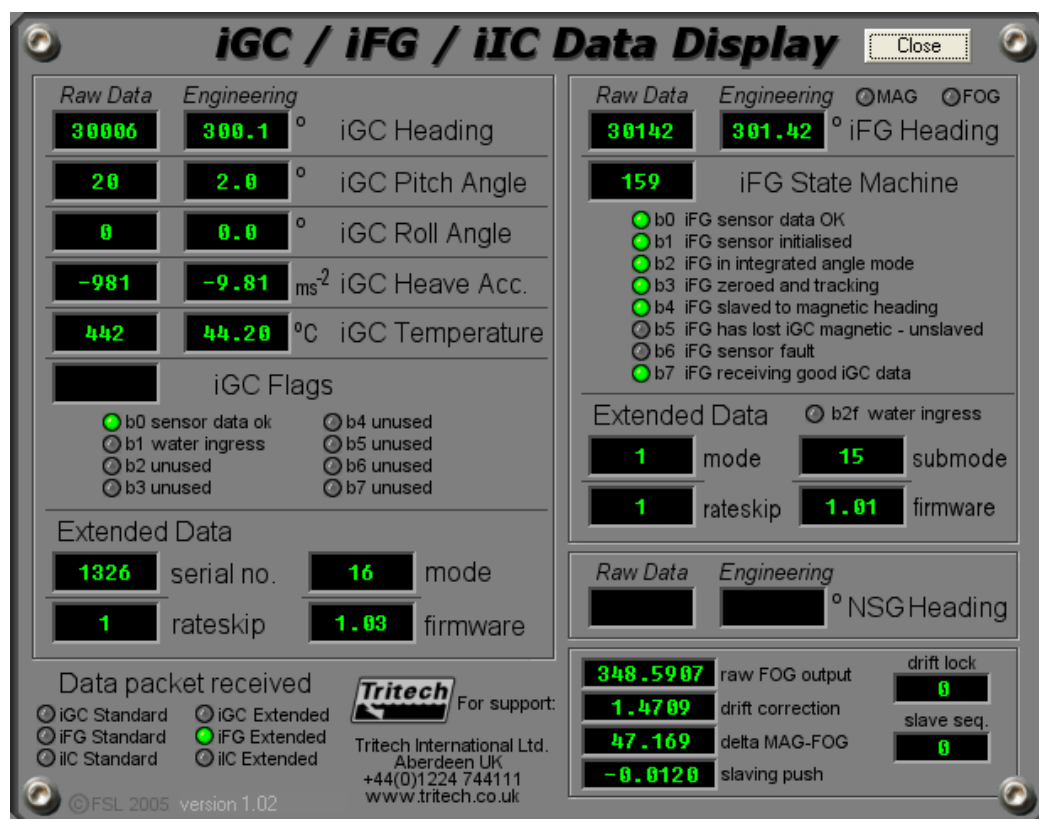 iGC / iFG / iIC Data Display
Close
Raw Data Engineering
30006 300.1 ° iGC Heading
20 2.0 ° iGC Pitch Angle
0 0.0 ° iGC Roll Angle
-981 -9.81 ms-2 iGC Heave Acc.
442 44.20 °C iGC Temperature
iGC Flags
b0 sensor data ok b4 unused
b1 water ingress b5 unused
b2 unused b6 unused
b3 unused b7 unused
Extended Data
1326 serial no. 16 mode
1 rateskip 1.03 firmware
Data packet received
iGC Standard iGC Extended
iFG Standard iFG Extended
iIC Standard iIC Extended
©FSL 2005 version 1.02
Tritech For support:
Tritech International Ltd.
Aberdeen UK
+44(0)1224 744111
www.tritech.co.uk
Raw Data Engineering MAG FOG
30142 301.42 ° iFG Heading
159 iFG State Machine
b0 iFG sensor data OK
b1 iFG sensor initialised
b2 iFG in integrated angle mode
b3 iFG zeroed and tracking
b4 iFG slaved to magnetic heading
b5 iFG has lost iGC magnetic - unslaved
b6 iFG sensor fault
b7 iFG receiving good iGC data
Extended Data b2f water ingress
1 mode 15 submode
1 rateskip 1.01 firmware
Raw Data Engineering
° NSG Heading
348.5907 raw FOG output
1.4709 drift correction
47.169 delta MAG-FOG
-0.0120 slaving push
drift lock
0
slave seq.
0